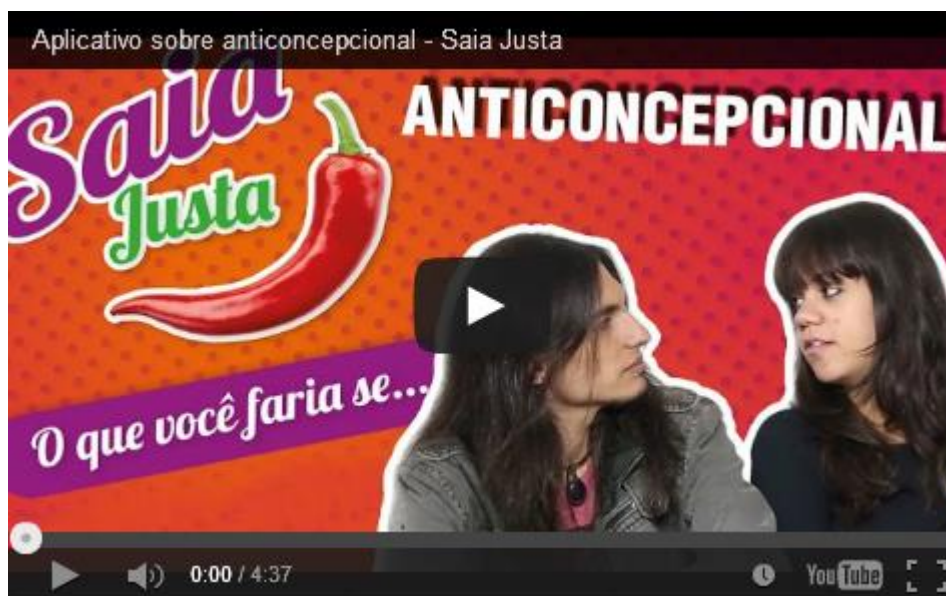 Aplicativo sobre anticoncepcional - Saia Justa
Saia
Justa
ANTICONCEPCIONAL
O que você faria se...
0:00 / 4:37
YouTube